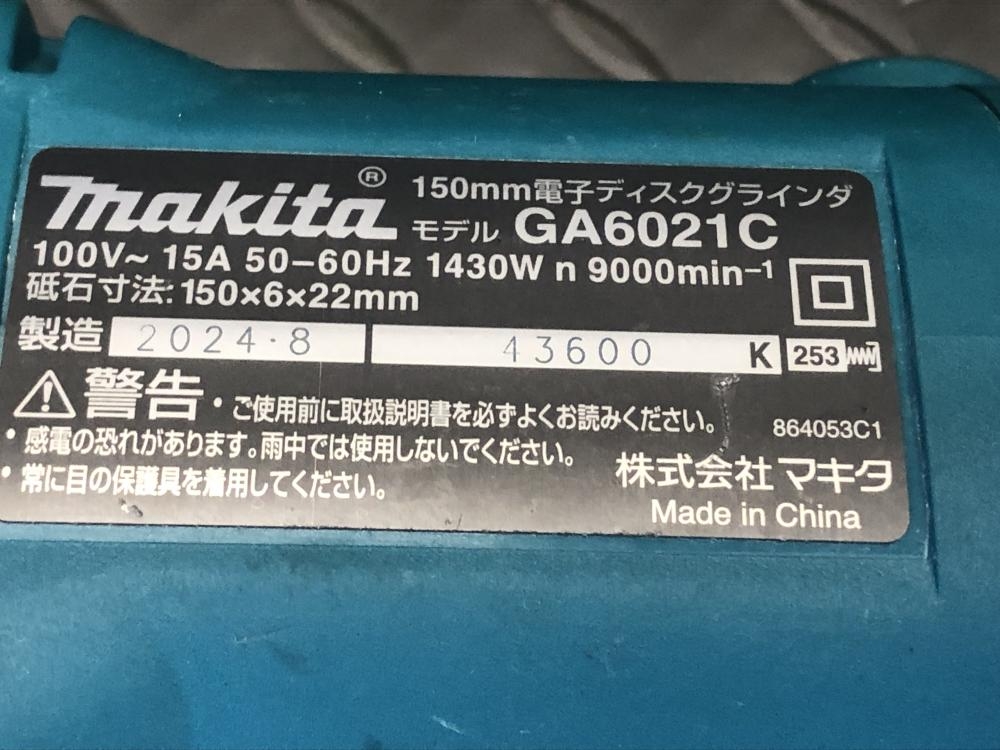 makita® 150mm電子ディスクグラインダ
モデル GA6021C
100V~ 15A 50-60Hz 1430W n 9000min⁻¹
砥石寸法:150×6×22mm
製造 2024・8 43600 K 253
⚠警告・ご使用前に取扱説明書を必ずよくお読みください。 864053C1
・感電の恐れがあります。雨中では使用しないでください。
・常に目の保護具を着用してください。
株式会社マキタ
Made in China